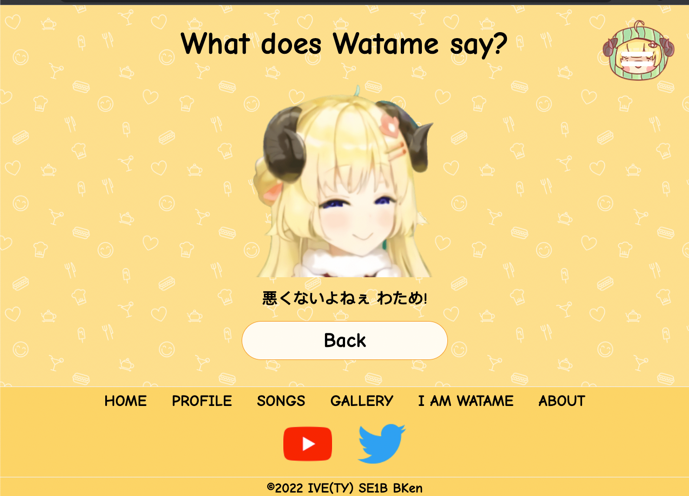 What does Watame say?
悪くないよねぇ わため!
Back
HOME PROFILE SONGS GALLERY I AM WATAME ABOUT
©2022 IVE(TY) SE1B BKen